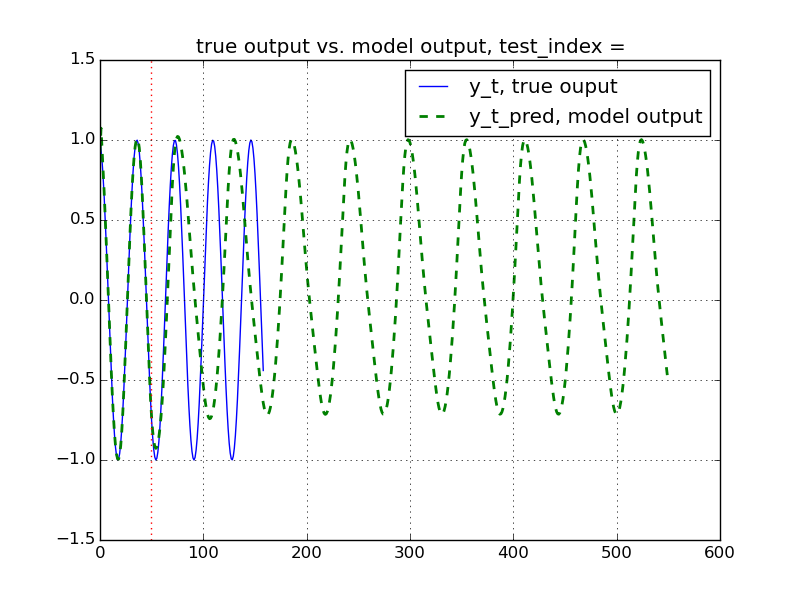 true output vs. model output, test_index =
y_t, true ouput
y_t_pred, model output
1.5
1.0
0.5
0.0
−0.5
−1.0
−1.5
0 100 200 300 400 500 600